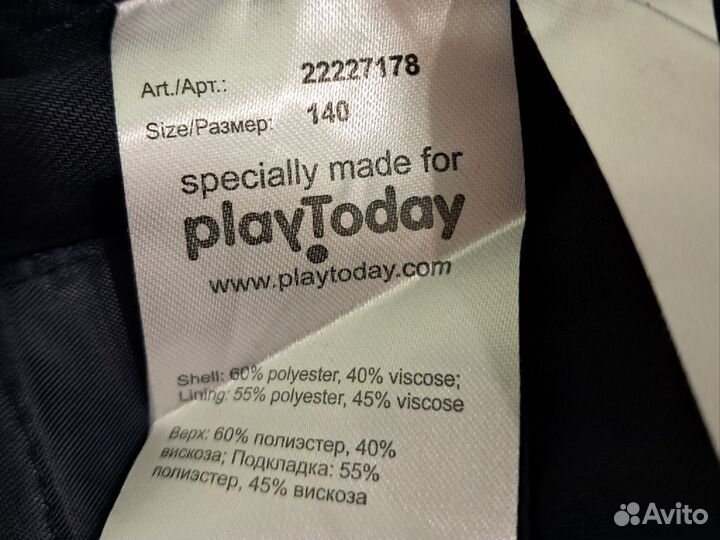 Art./Арт.: 22227178
Size/Размер: 140
specially made for
playToday
www.playtoday.com
Shell: 60% polyester, 40% viscose;
Lining: 55% polyester, 45% viscose
Верх: 60% полиэстер, 40%
вискоза; Подкладка: 55%
полиэстер, 45% вискоза
Avito